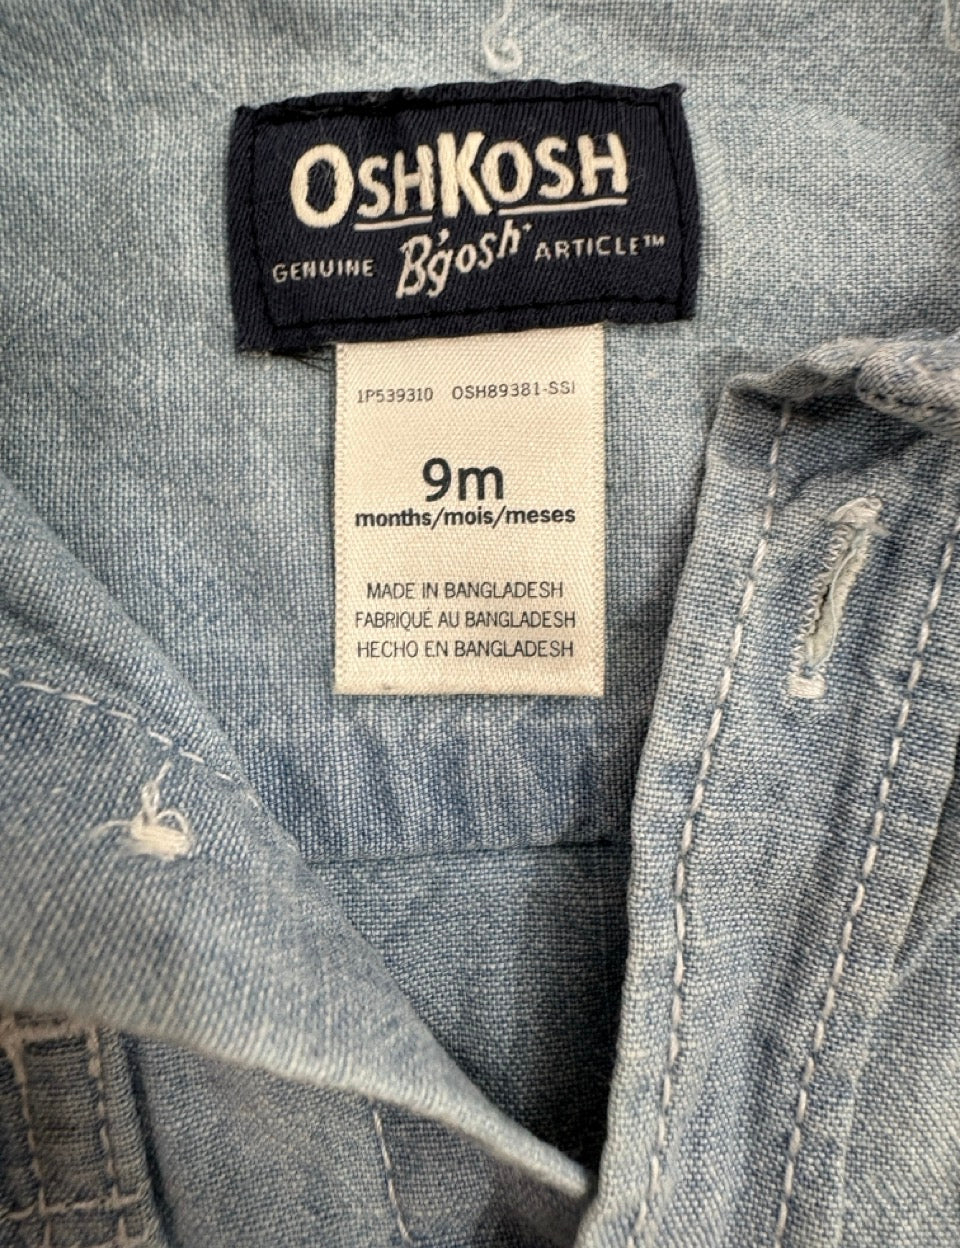 OSHKOSH
GENUINE B'gosh ARTICLE™
1P539310 OSH89381-SSI
9m
months/mois/meses
MADE IN BANGLADESH
FABRIQUÉ AU BANGLADESH
HECHO EN BANGLADESH